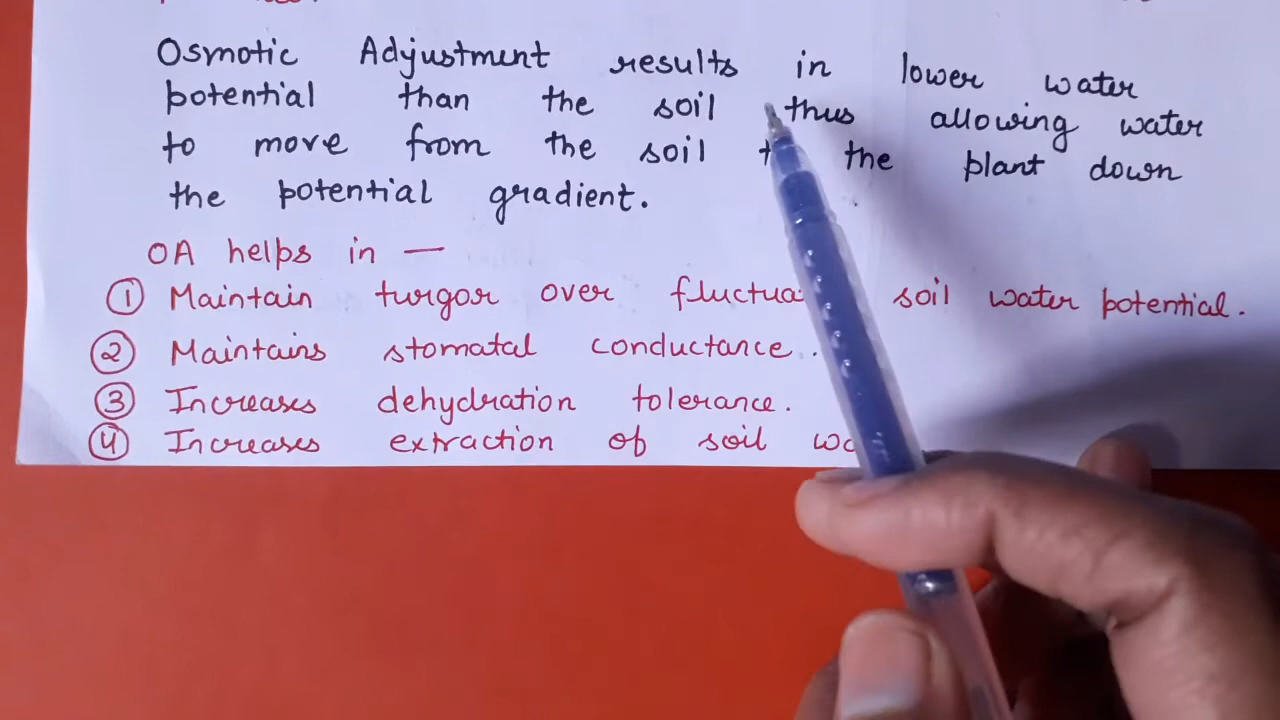 Osmotic Adjustment results in lower water
potential than the soil thus allowing water
to move from the soil the plant down
the potential gradient.
OA helps in —
① Maintain turgor over soil water potential.
② Maintains stomatal conductance.
③ Increases dehydration tolerance.
④ Increases extraction of soil